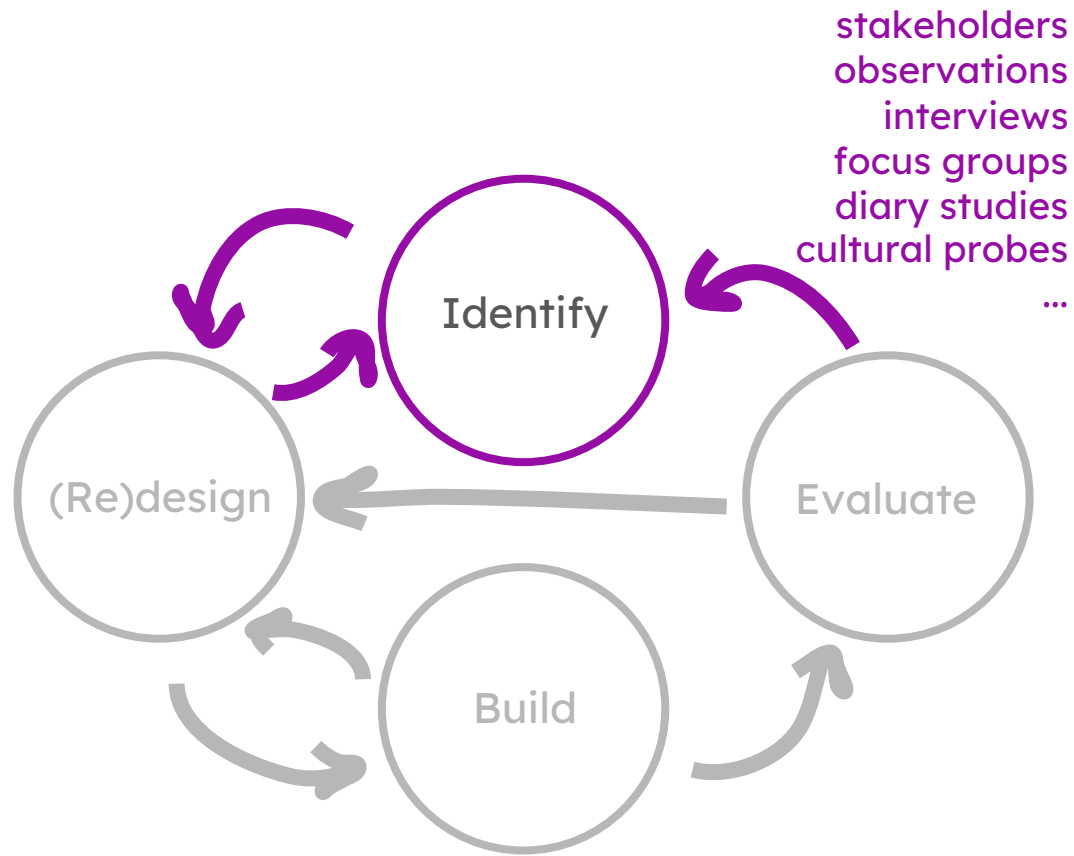 stakeholders
observations
interviews
focus groups
diary studies
cultural probes
...
Identify
(Re)design
Evaluate
Build